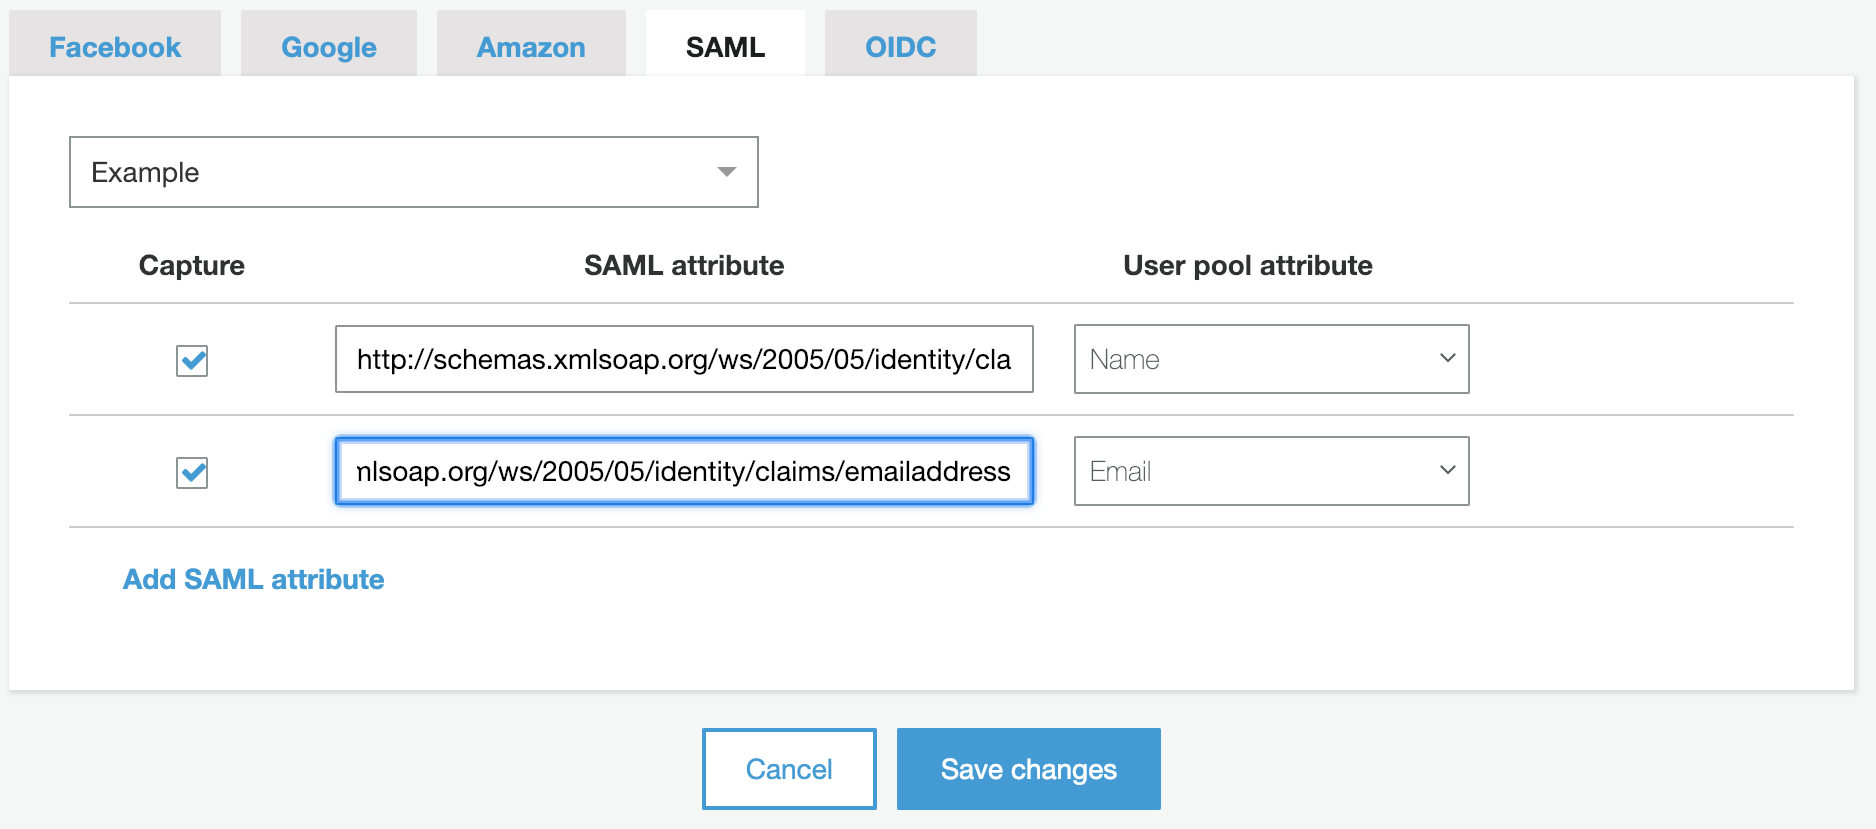 Facebook Google Amazon SAML OIDC
Example
Capture SAML attribute User pool attribute
http://schemas.xmlsoap.org/ws/2005/05/identity/cla Name
nlsoap.org/ws/2005/05/identity/claims/emailaddress Email
Add SAML attribute
Cancel Save changes